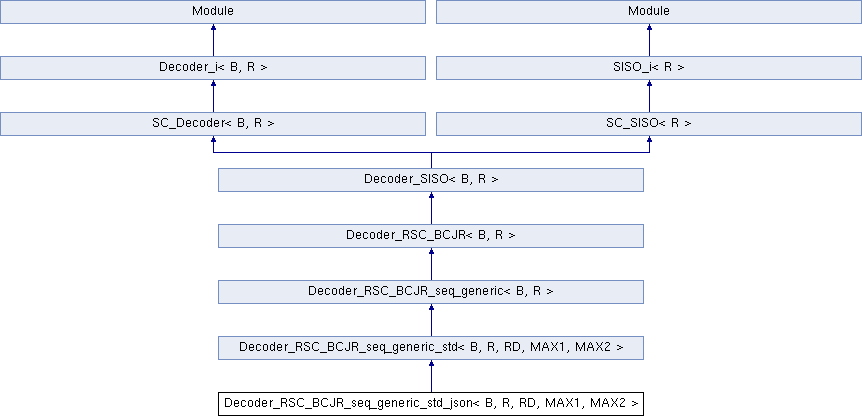 Module
Module
Decoder_i< B, R >
SISO_i< R >
SC_Decoder< B, R >
SC_SISO< R >
Decoder_SISO< B, R >
Decoder_RSC_BCJR< B, R >
Decoder_RSC_BCJR_seq_generic< B, R >
Decoder_RSC_BCJR_seq_generic_std< B, R, RD, MAX1, MAX2 >
Decoder_RSC_BCJR_seq_generic_std_json< B, R, RD, MAX1, MAX2 >